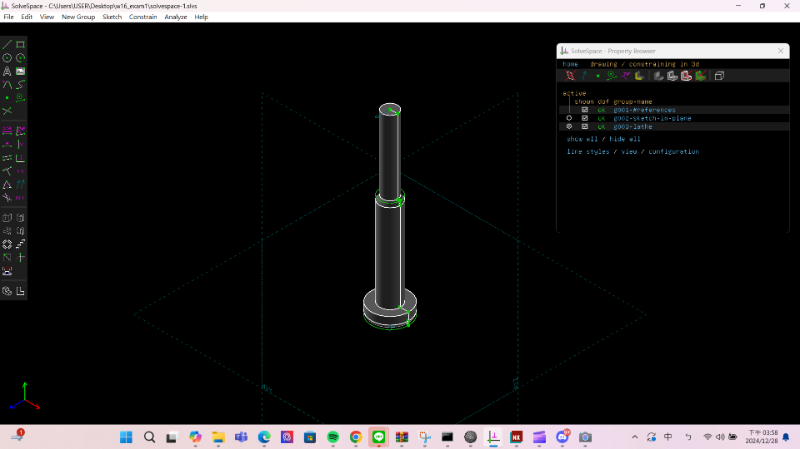 SolveSpace - C:\Users\USER\Desktop\w16_exam1\solvespace-1.slvs
File Edit View New Group Sketch Constrain Analyze Help
SolveSpace - Property Browser
home drawing / constraining in 3d
active
shown dof group-name
ok g001-#references
ok g002-sketch-in-plane
ok g003-lathe
show all / hide all
line styles / view / configuration
下午 03:58
2024/12/28